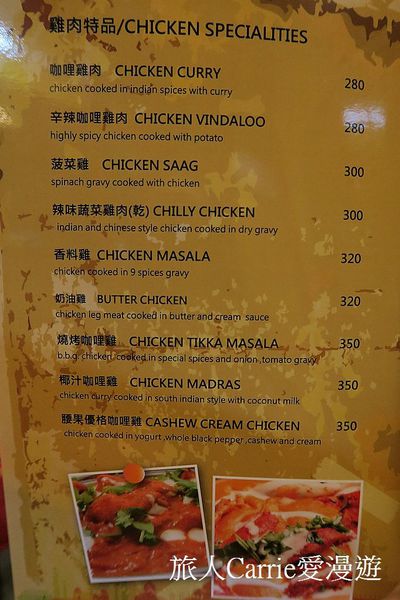 雞肉特品/CHICKEN SPECIALITIES
咖哩雞肉 CHICKEN CURRY 280
chicken cooked in indian spices with curry
辛辣咖哩雞肉 CHICKEN VINDALOO 280
highly spicy chicken cooked with potato
菠菜雞 CHICKEN SAAG 300
spinach gravy cooked with chicken
辣味蔬菜雞肉(乾) CHILLY CHICKEN 300
indian and chinese style chicken cooked in dry gravy
香料雞 CHICKEN MASALA 320
chicken cooked in 9 spices gravy
奶油雞 BUTTER CHICKEN 320
chicken leg meat cooked in butter and cream sauce
燒烤咖哩雞 CHICKEN TIKKA MASALA 350
b.b.g. chicken cooked in special spices and onion ,tomato gravy
椰汁咖哩雞 CHICKEN MADRAS 350
chicken curry cooked in south indian style with coconut milk
腰果優格咖哩雞 CASHEW CREAM CHICKEN 350
chicken cooked in yogurt ,whole black pepper ,cashew and cream
旅人Carrie愛漫遊